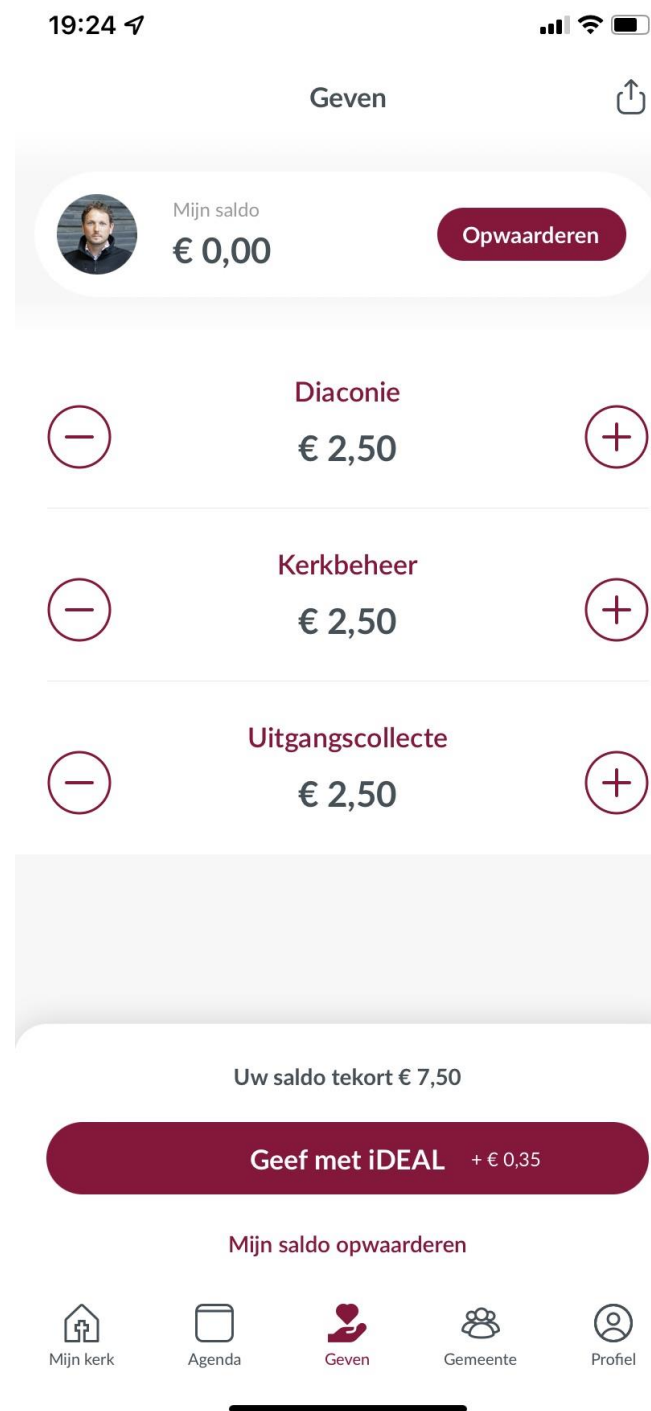 19:24
Geven
Mijn saldo
€ 0,00
Opwaarderen
Diaconie
€ 2,50
Kerkbeheer
€ 2,50
Uitgangscollecte
€ 2,50
Uw saldo tekort € 7,50
Geef met iDEAL + € 0,35
Mijn saldo opwaarderen
Mijn kerk Agenda Geven Gemeente Profiel